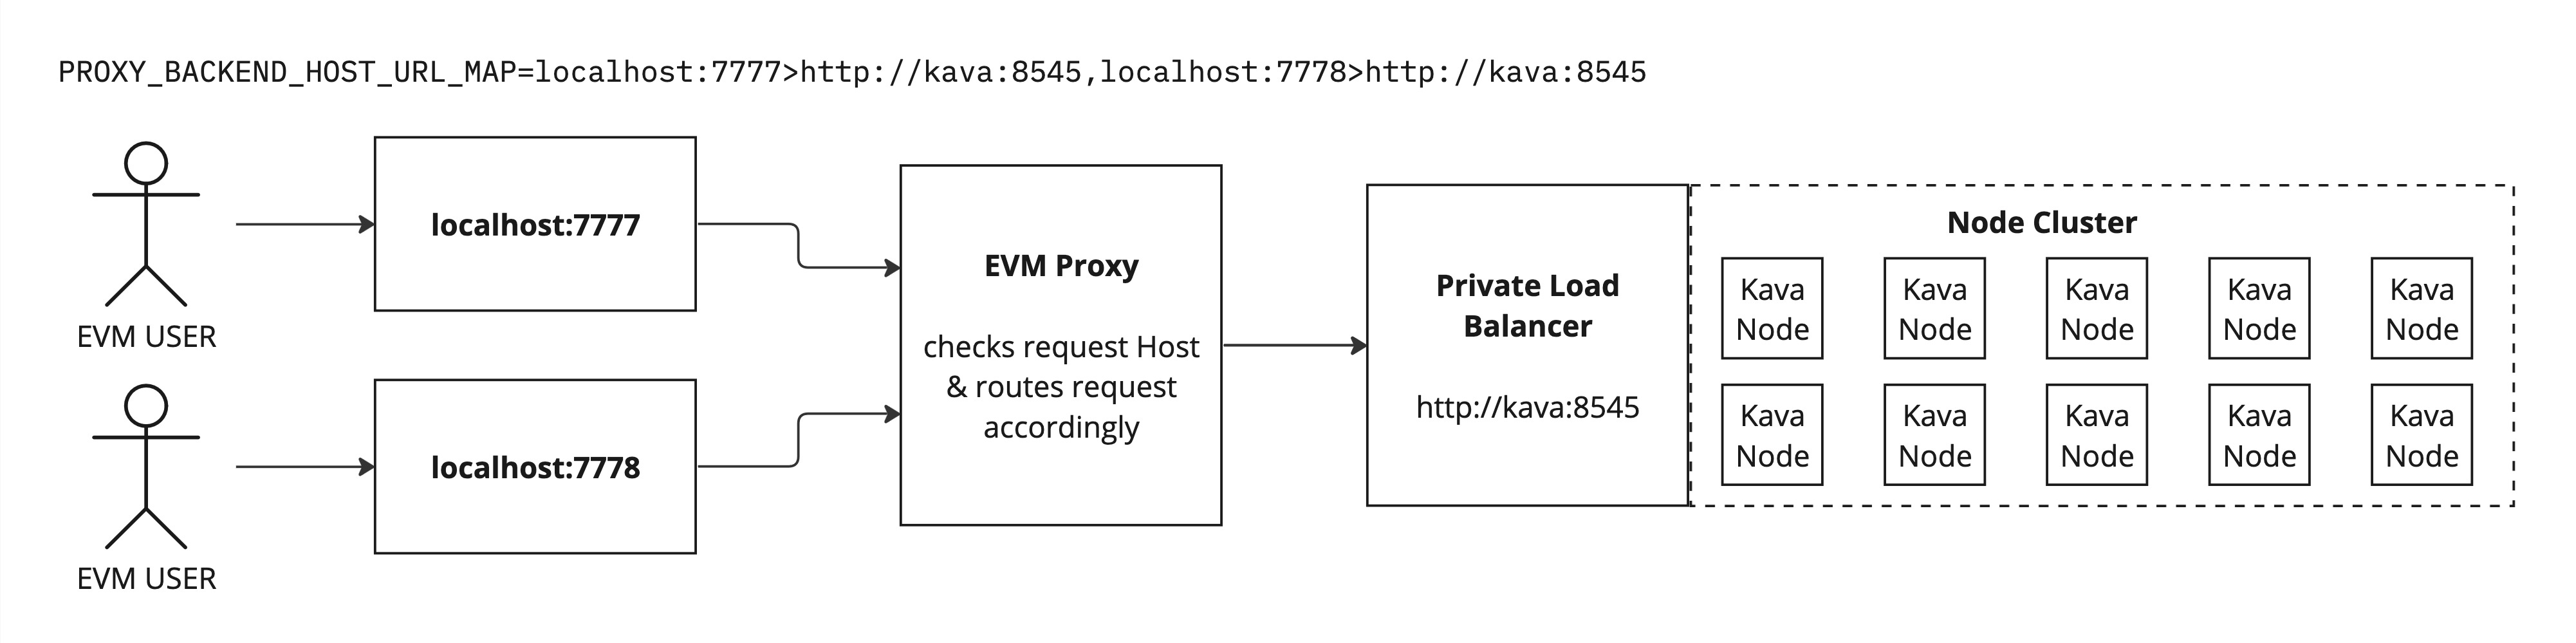 PROXY_BACKEND_HOST_URL_MAP=localhost:7777>http://kava:8545,localhost:7778>http://kava:8545
EVM USER
localhost:7777
EVM USER
localhost:7778
EVM Proxy
checks request Host
& routes request
accordingly
Private Load
Balancer
http://kava:8545
Node Cluster
Kava
Node
Kava
Node
Kava
Node
Kava
Node
Kava
Node
Kava
Node
Kava
Node
Kava
Node
Kava
Node
Kava
Node